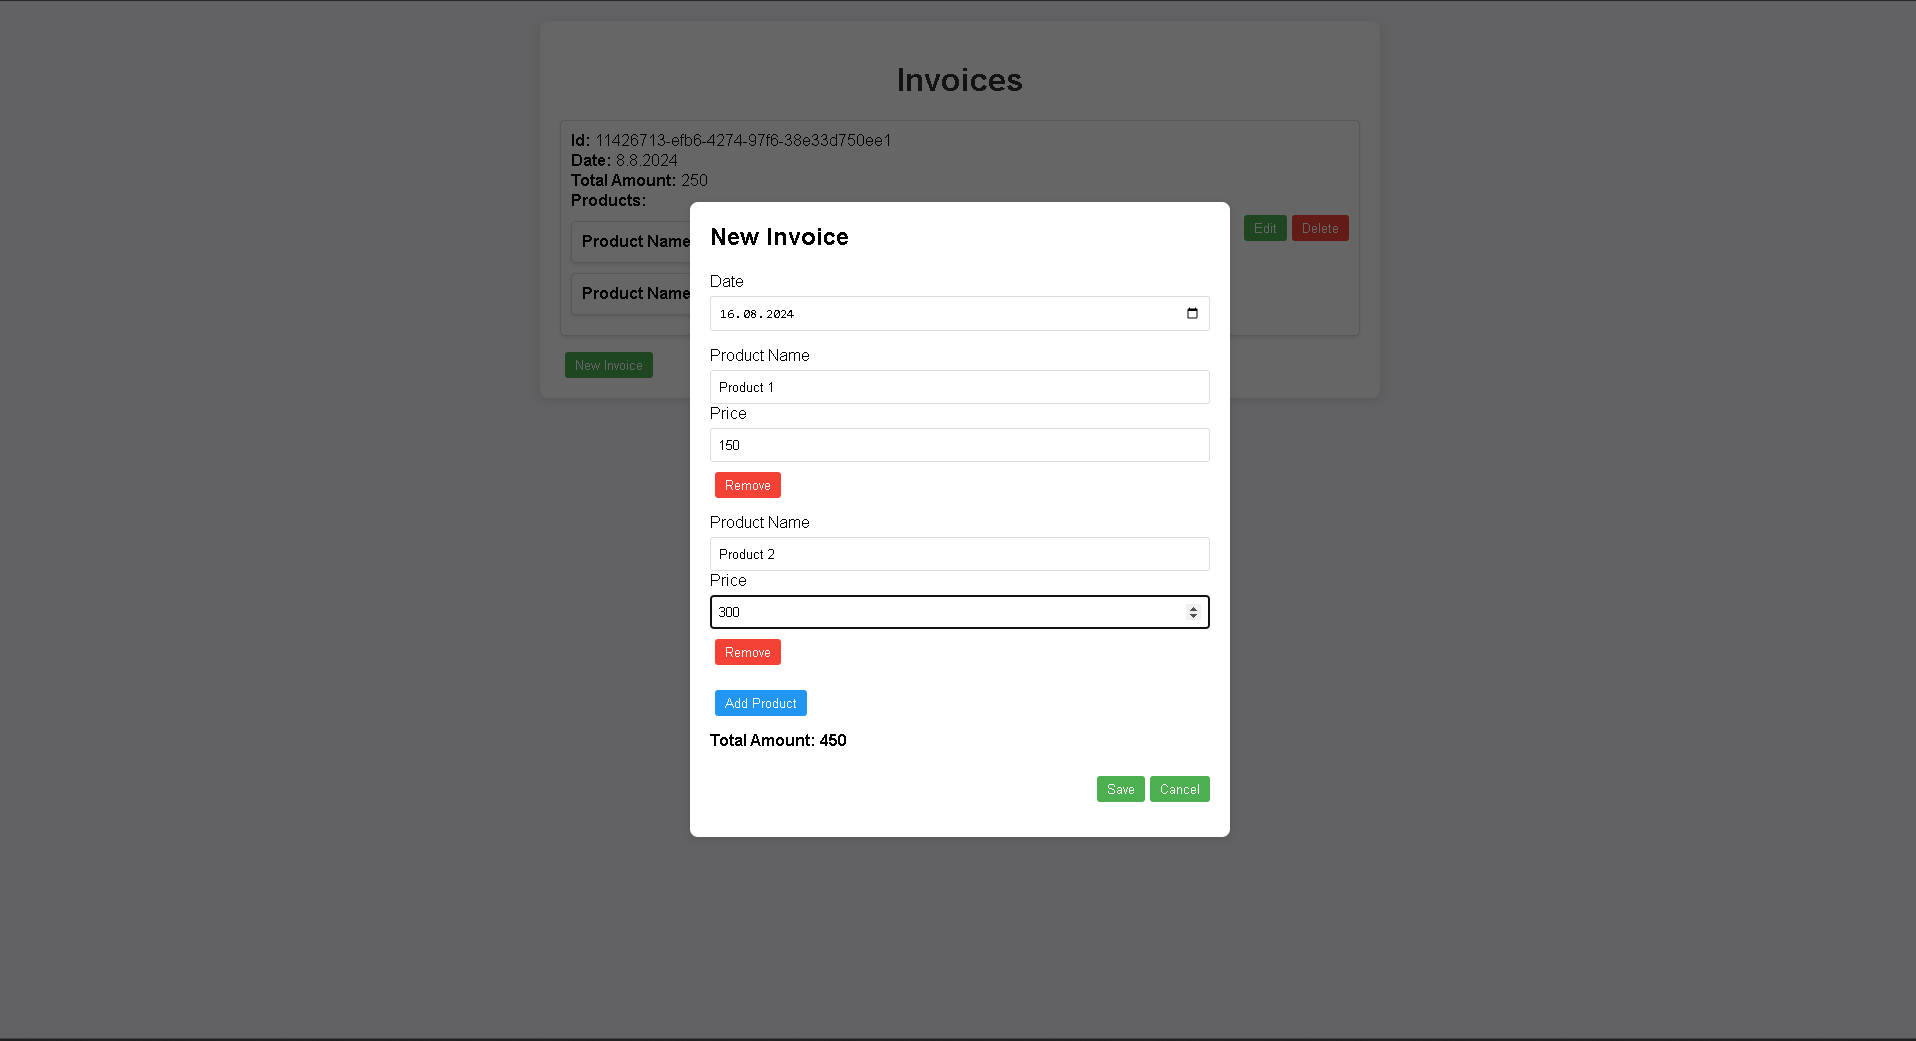 Invoices
Id: 11426713-efb6-4274-97f6-38e33d750ee1
Date: 8.8.2024
Total Amount: 250
Products:
Product Name
Product Name
Edit
Delete
New Invoice
New Invoice
Date
16.08.2024
Product Name
Product 1
Price
150
Remove
Product Name
Product 2
Price
300
Remove
Add Product
Total Amount: 450
Save
Cancel